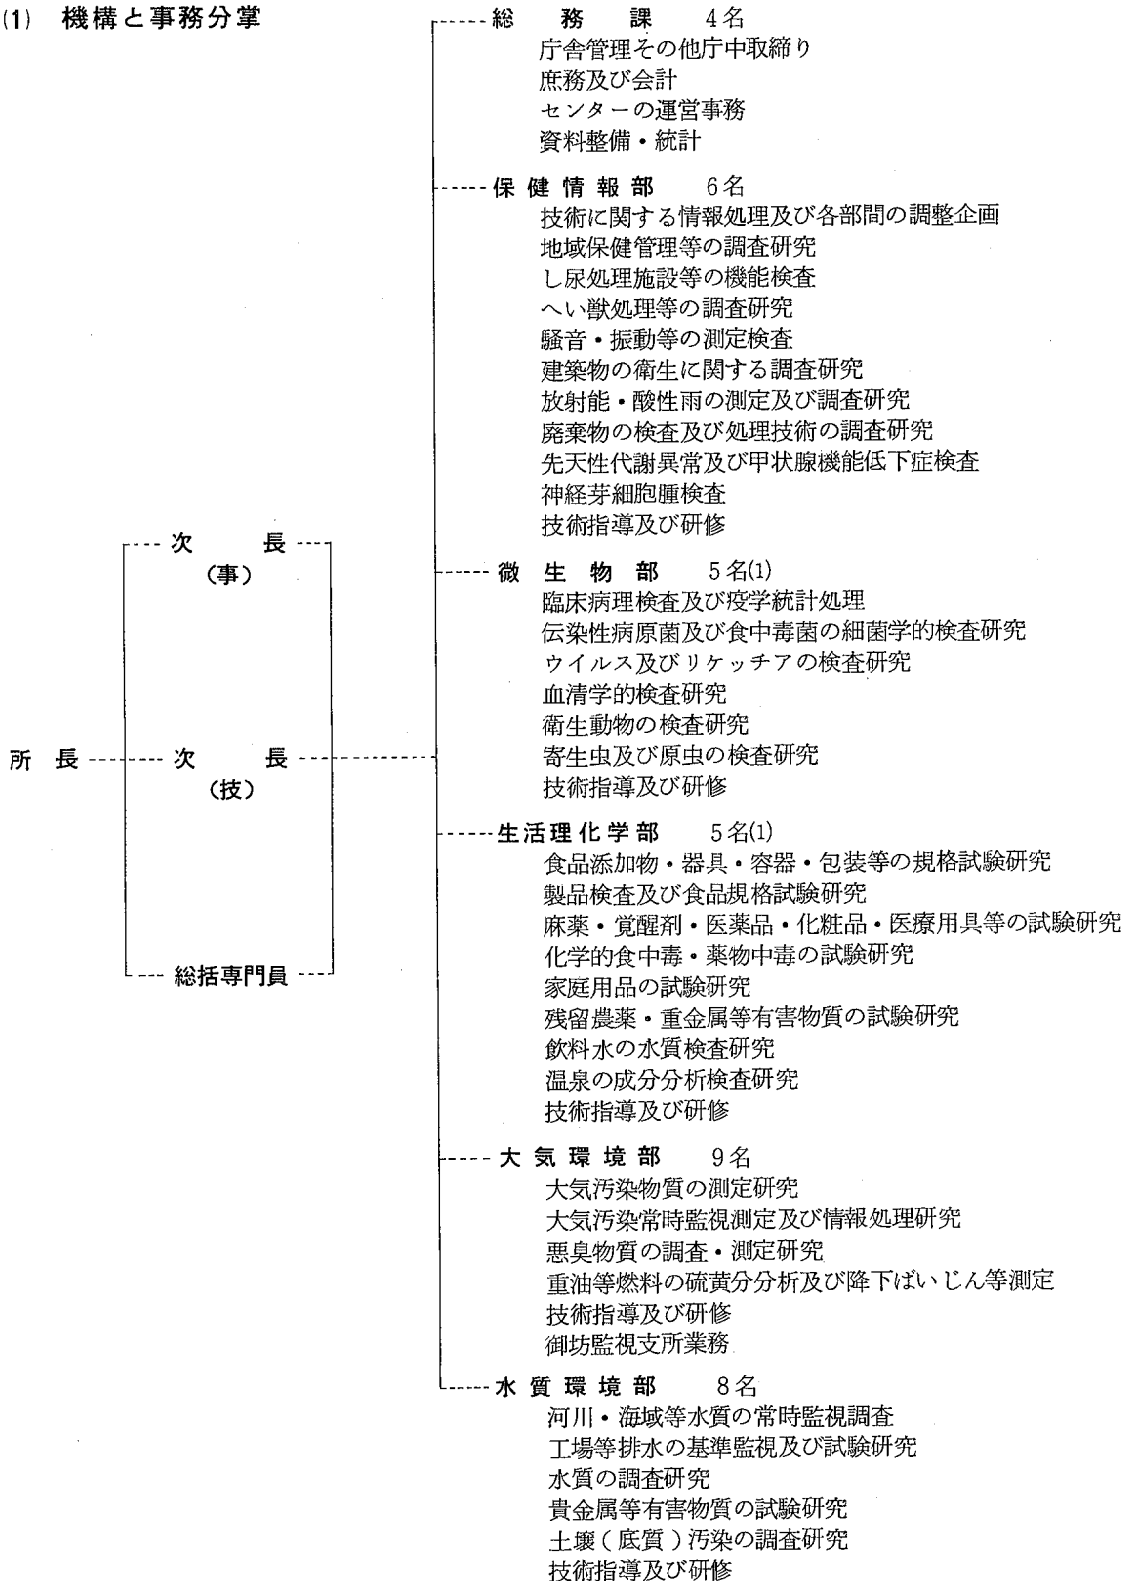 (1) 機構と事務分掌
総務課 4名
庁舎管理その他庁中取締り
庶務及び会計
センターの運営事務
資料整備・統計
保健情報部 6名
技術に関する情報処理及び各部間の調整企画
地域保健管理等の調査研究
し尿処理施設等の機能検査
へい獣処理等の調査研究
騒音・振動等の測定検査
建築物の衛生に関する調査研究
放射能・酸性雨の測定及び調査研究
廃棄物の検査及び処理技術の調査研究
先天性代謝異常及び甲状腺機能低下症検査
神経芽細胞腫検査
技術指導及び研修
所長
次長
(事)
次長
(技)
総括専門員
微生物部 5名(1)
臨床病理検査及び疫学統計処理
伝染性病原菌及び食中毒菌の細菌学的検査研究
ウイルス及びリケッチアの検査研究
血清学的検査研究
衛生動物の検査研究
寄生虫及び原虫の検査研究
技術指導及び研修
生活理化学部 5名(1)
食品添加物・器具・容器・包装等の規格試験研究
製品検査及び食品規格試験研究
麻薬・覚醒剤・医薬品・化粧品・医療用具等の試験研究
化学的食中毒・薬物中毒の試験研究
家庭用品の試験研究
残留農薬・重金属等有害物質の試験研究
飲料水の水質検査研究
温泉の成分分析検査研究
技術指導及び研修
大気環境部 9名
大気汚染物質の測定研究
大気汚染常時監視測定及び情報処理研究
悪臭物質の調査・測定研究
重油等燃料の硫黄分分析及び降下ばいじん等測定
技術指導及び研修
御坊監視支所業務
水質環境部 8名
河川・海域等水質の常時監視調査
工場等排水の基準監視及び試験研究
水質の調査研究
貴金属等有害物質の試験研究
土壌(底質)汚染の調査研究
技術指導及び研修